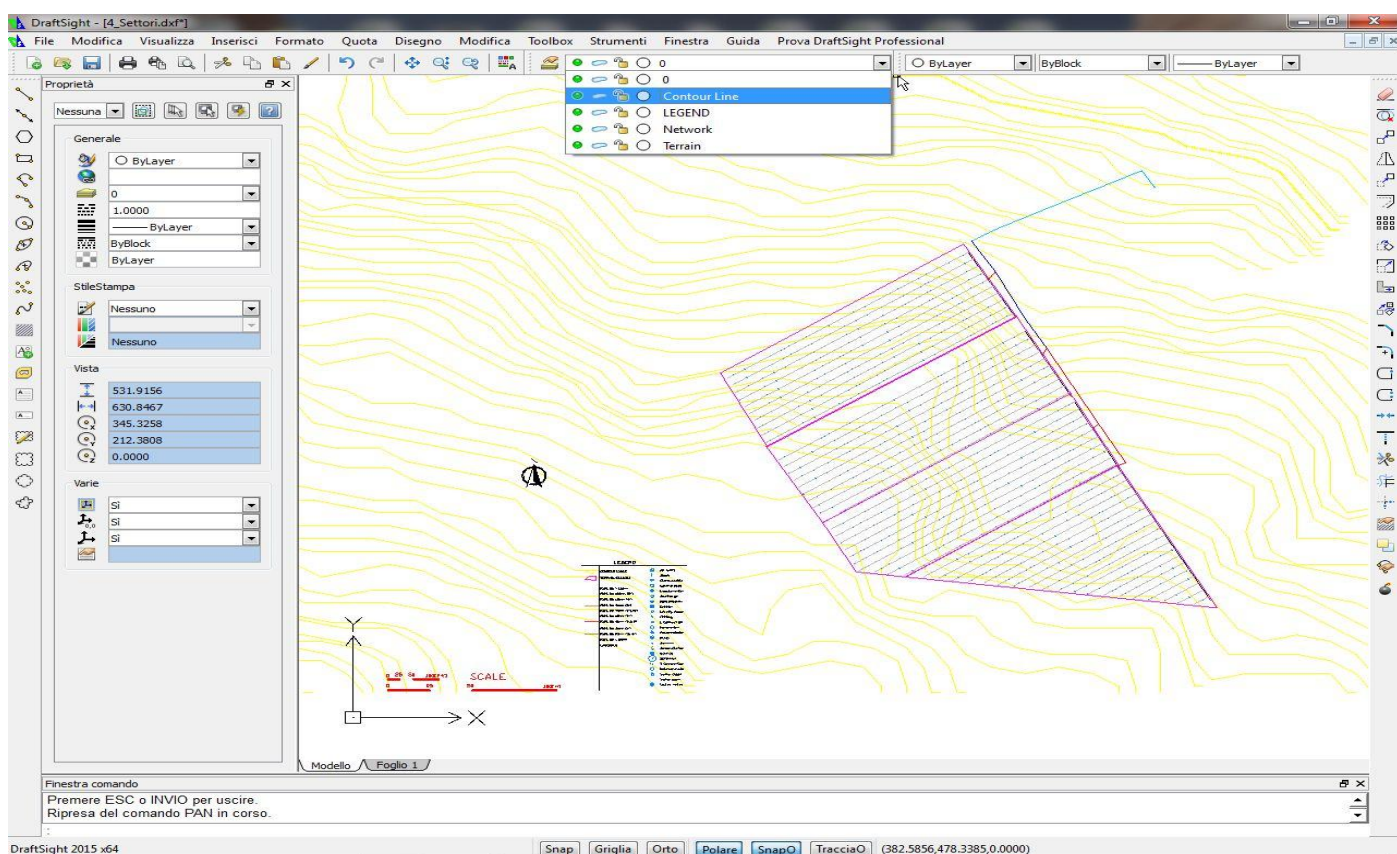 DraftSight - [4_Settori.dxf*]
File Modifica Visualizza Inserisci Formato Quota Disegno Modifica Toolbox Strumenti Finestra Guida Prova DraftSight Professional
0 ByLayer ByBlock ByLayer
0
Contour Line
LEGEND
Network
Terrain
Proprietà
Nessuna
Generale
ByLayer
0
1.0000
ByLayer
ByBlock
ByLayer
StileStampa
Nessuno
Nessuno
Vista
531.9156
630.8467
345.3258
212.3808
0.0000
Varie
Sì
Sì
Sì
LEGEND
SCALE
Y
X
Modello Foglio 1
Finestra comando
Premere ESC o INVIO per uscire.
Ripresa del comando PAN in corso.
:
DraftSight 2015 x64 Snap Griglia Orto Polare SnapO TracciaO (382.5856,478.3385,0.0000)